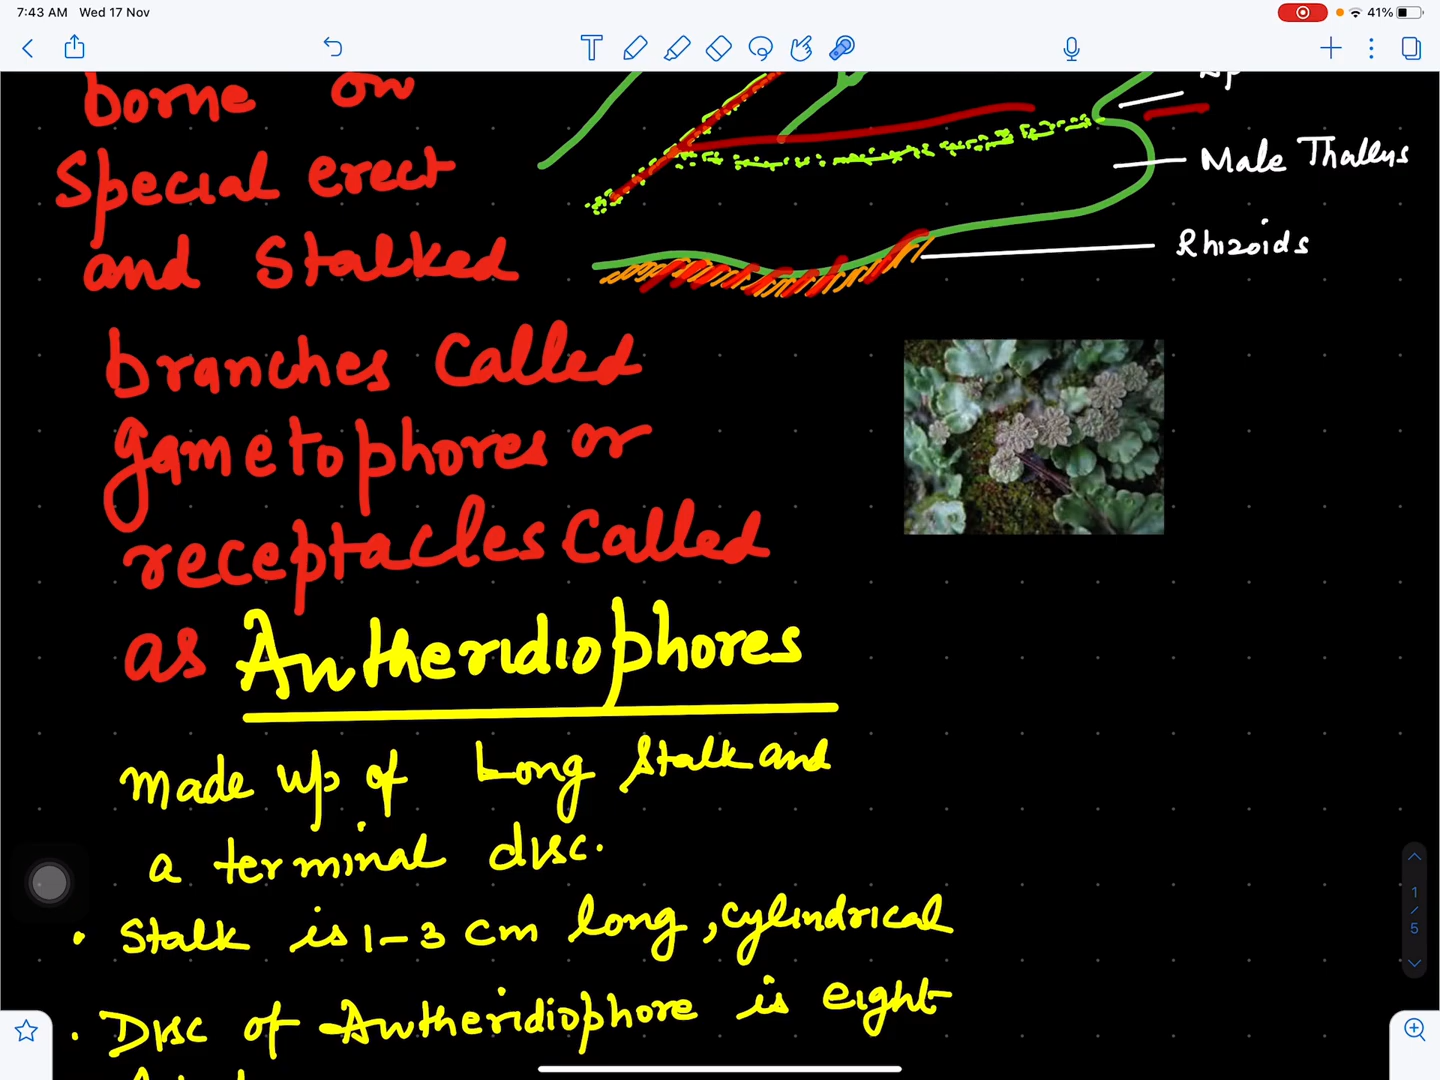 7:43 AM Wed 17 Nov
41%
borne on
Special erect
and Stalked
branches Called
gametophores or
receptacles Called
as Antheridiophores
Made up of Long Stalk and
a terminal disc.
• Stalk is 1-3 cm long, cylindrical
• Disc of Antheridiophore is eight
Male Thallus
Rhizoids
1
/
5